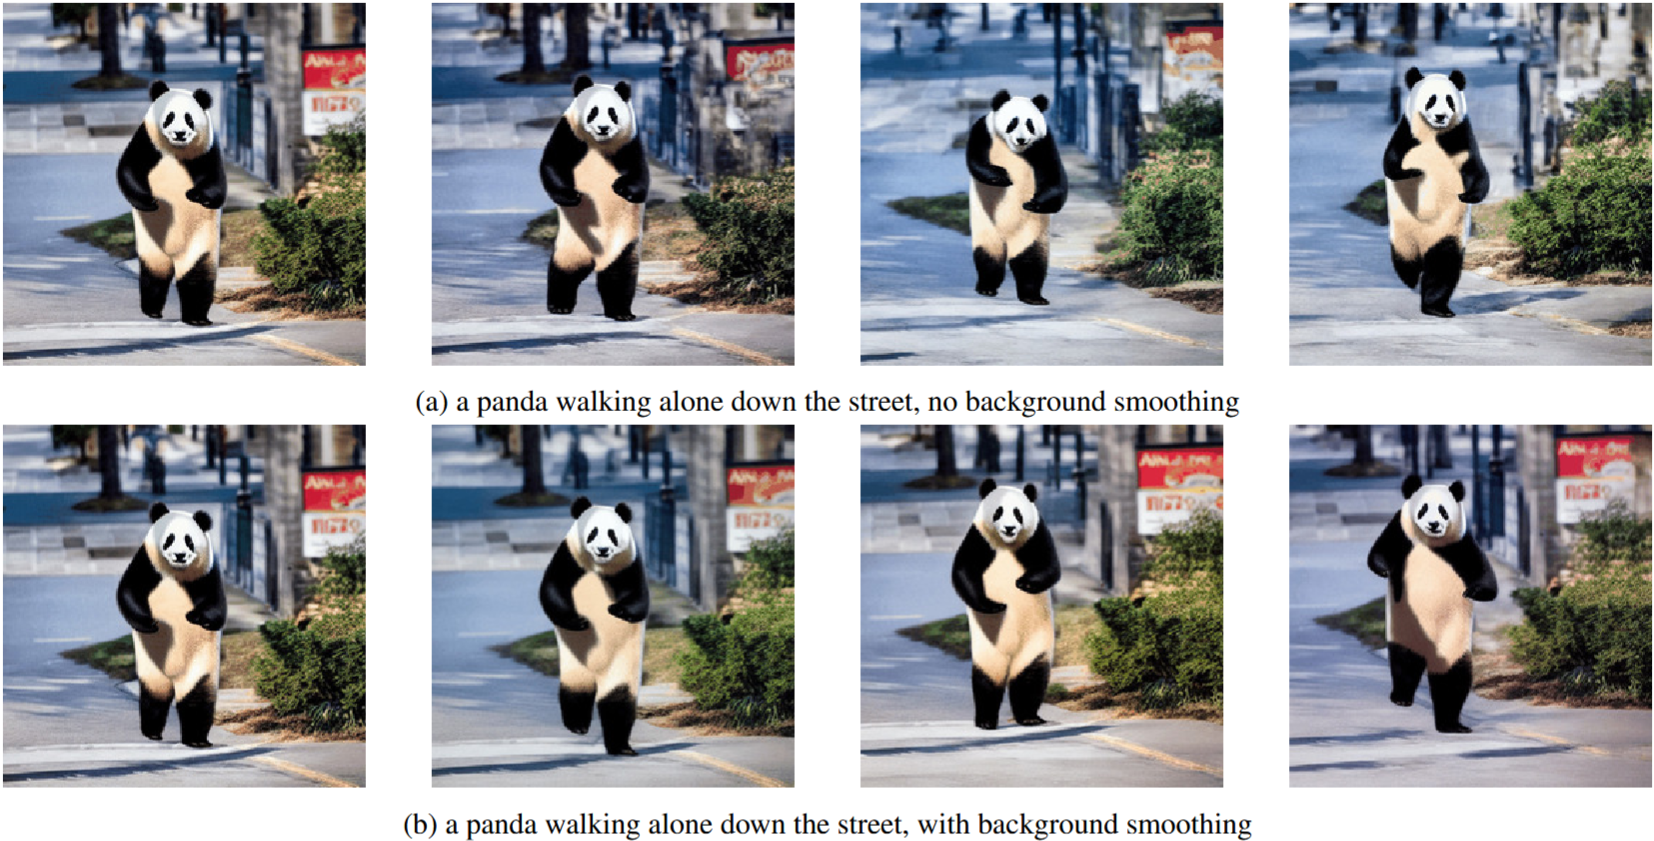 (a) a panda walking alone down the street, no background smoothing
(b) a panda walking alone down the street, with background smoothing